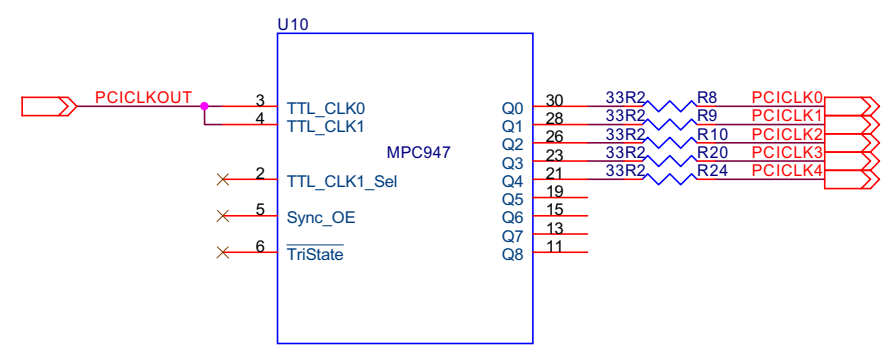 U10
PCICLKOUT
3 TTL_CLK0 Q0 30 33R2 R8 PCICLK0
4 TTL_CLK1 Q1 28 33R2 R9 PCICLK1
Q2 26 33R2 R10 PCICLK2
MPC947
Q3 23 33R2 R20 PCICLK3
2 TTL_CLK1_Sel Q4 21 33R2 R24 PCICLK4
Q5 19
5 Sync_OE Q6 15
Q7 13
6 TriState Q8 11